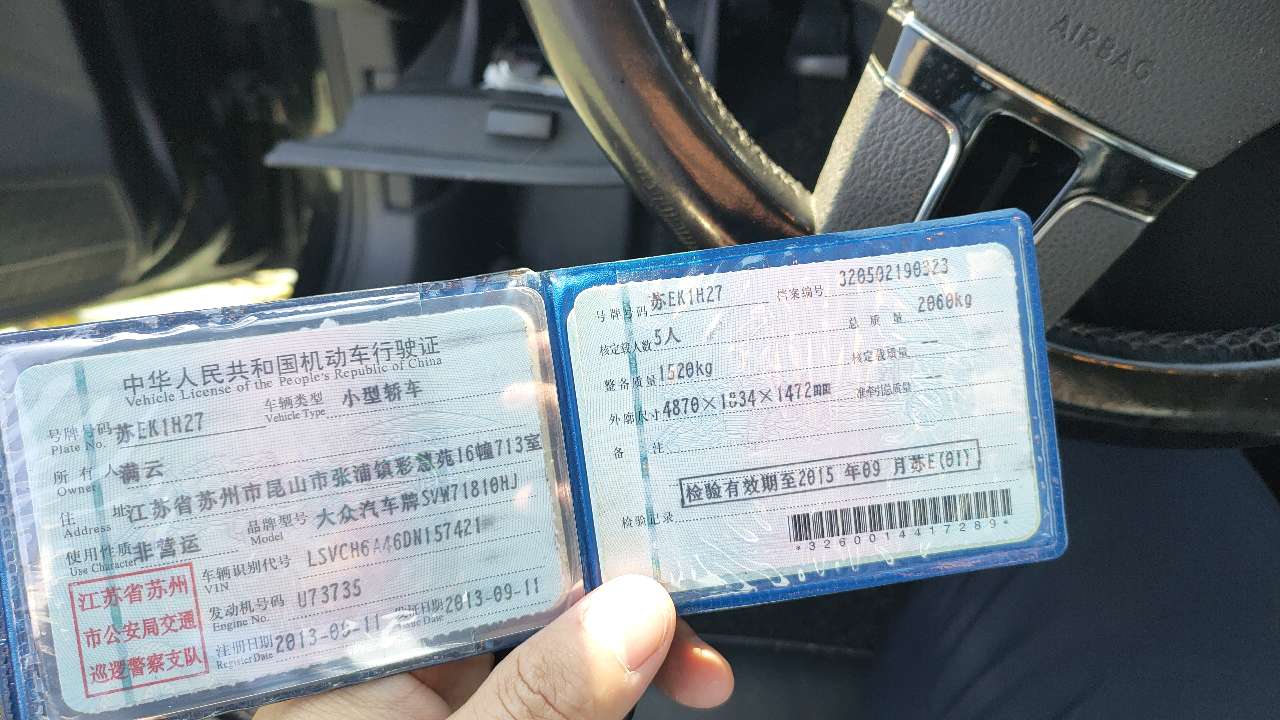 AIRBAG
中华人民共和国机动车行驶证
Vehicle License of the People's Republic of China
号牌号码 苏EK1H27 车辆类型 小型轿车
Plate No. Vehicle Type
所有人 满云
Owner
住址 江苏省苏州市昆山市张浦镇彩慧苑16幢713室
Address
使用性质 非营运 品牌型号 大众汽车牌SVW71810HJ
Use Character Model
车辆识别代号 LSVCH6A46DN157421
VIN
发动机号码 U73735
Engine No.
注册日期 2013-09-11 发证日期 2013-09-11
Register Date Issue Date
江苏省苏州
市公安局交通
巡逻警察支队
号牌号码 苏EK1H27 档案编号 320502190323
核定载人数 5人 总质量 2060kg
整备质量 1520kg 核定载质量 —
外廓尺寸 4870×1834×1472mm 准牵引总质量 —
备注
检验有效期至2015年09月苏E(01)
检验记录
*3260014417289*